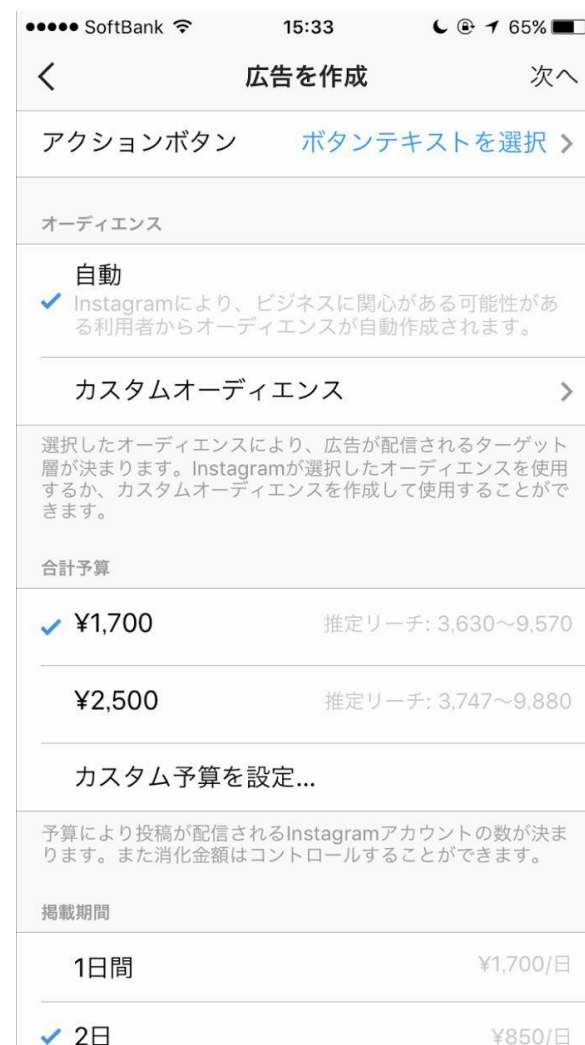 SoftBank 15:33 65%
広告を作成 次へ
アクションボタン ボタンテキストを選択
オーディエンス
自動
Instagramにより、ビジネスに関心がある可能性があ
る利用者からオーディエンスが自動作成されます。
カスタムオーディエンス
選択したオーディエンスにより、広告が配信されるターゲット
層が決まります。Instagramが選択したオーディエンスを使用
するか、カスタムオーディエンスを作成して使用することがで
きます。
合計予算
¥1,700 推定リーチ: 3,630〜9,570
¥2,500 推定リーチ: 3,747〜9,880
カスタム予算を設定...
予算により投稿が配信されるInstagramアカウントの数が決ま
ります。また消化金額はコントロールすることができます。
掲載期間
1日間 ¥1,700/日
2日 ¥850/日